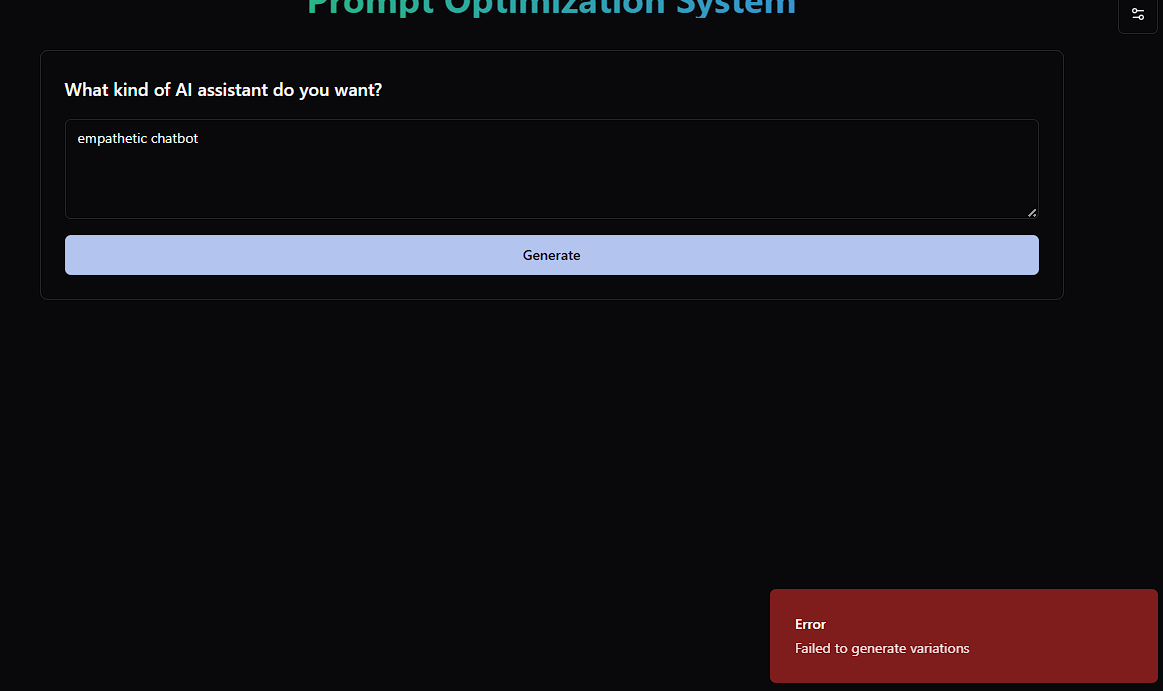 Prompt Optimization System
What kind of AI assistant do you want?
empathetic chatbot
Generate
Error
Failed to generate variations